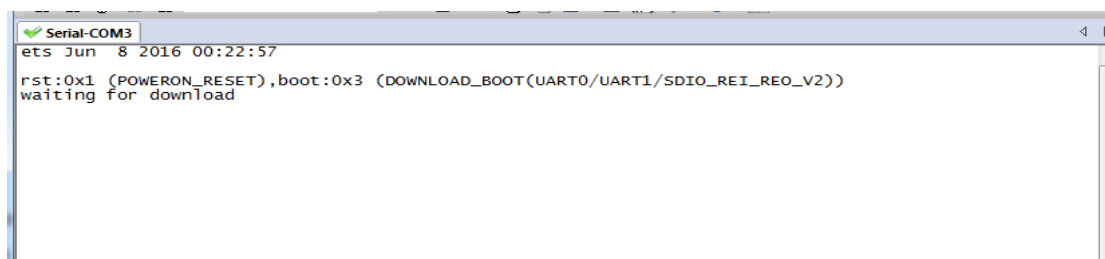 Serial-COM3
ets Jun  8 2016 00:22:57
rst:0x1 (POWERON_RESET),boot:0x3 (DOWNLOAD_BOOT(UART0/UART1/SDIO_REI_REO_V2))
waiting for download